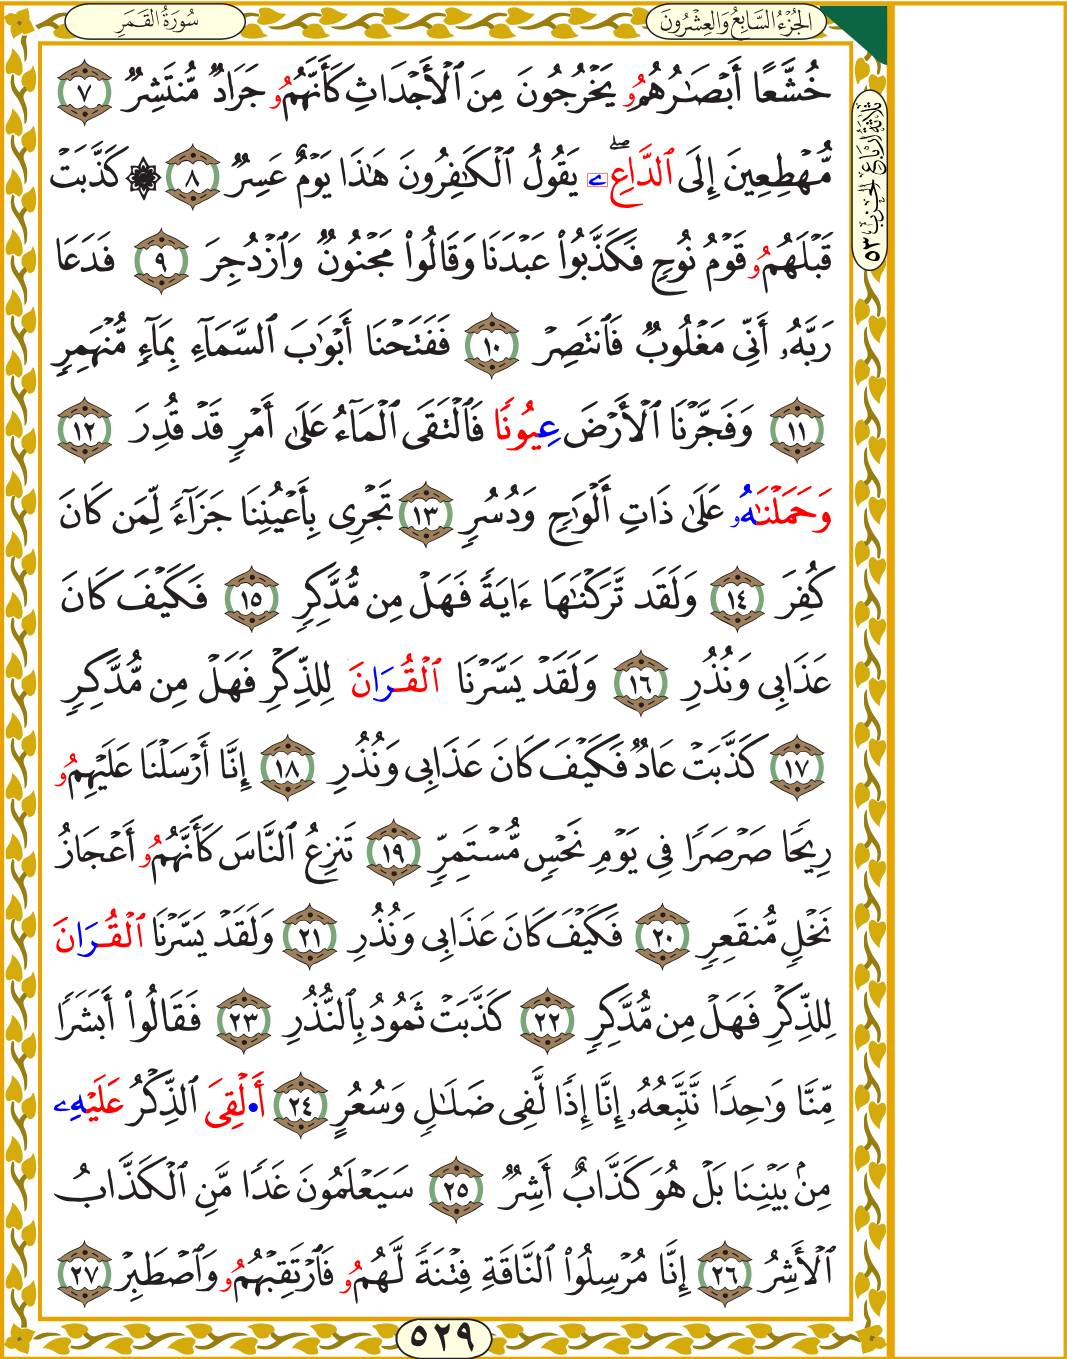 سُورَةُ القَمَرِ
الجُزْءُ السَّابِعُ وَالعِشْرُونَ
ثَلَاثَةُ أَرْبَاعِ الحِزْبِ ٥٣
خُشَّعًا أَبْصَٰرُهُمُۥ يَخْرُجُونَ مِنَ ٱلْأَجْدَاثِ كَأَنَّهُمُۥ جَرَادٌ مُّنتَشِرٌ ٧
مُّهْطِعِينَ إِلَى ٱلدَّاعِۦ يَقُولُ ٱلْكَٰفِرُونَ هَٰذَا يَوْمٌ عَسِرٌ ٨ ۞ كَذَّبَتْ
قَبْلَهُمُۥ قَوْمُ نُوحٍ فَكَذَّبُوا۟ عَبْدَنَا وَقَالُوا۟ مَجْنُونٌ وَٱزْدُجِرَ ٩ فَدَعَا
رَبَّهُۥ أَنِّى مَغْلُوبٌ فَٱنتَصِرْ ١٠ فَفَتَحْنَا أَبْوَٰبَ ٱلسَّمَآءِ بِمَآءٍ مُّنْهَمِرٍ
١١ وَفَجَّرْنَا ٱلْأَرْضَ عِيُونًا فَٱلْتَقَى ٱلْمَآءُ عَلَىٰ أَمْرٍ قَدْ قُدِرَ ١٢
وَحَمَلْنَٰهُۥ عَلَىٰ ذَاتِ أَلْوَٰحٍ وَدُسُرٍ ١٣ تَجْرِى بِأَعْيُنِنَا جَزَآءً لِّمَن كَانَ
كُفِرَ ١٤ وَلَقَد تَّرَكْنَٰهَا ءَايَةً فَهَلْ مِن مُّدَّكِرٍ ١٥ فَكَيْفَ كَانَ
عَذَابِى وَنُذُرِ ١٦ وَلَقَدْ يَسَّرْنَا ٱلْقُرَانَ لِلذِّكْرِ فَهَلْ مِن مُّدَّكِرٍ
١٧ كَذَّبَتْ عَادٌ فَكَيْفَ كَانَ عَذَابِى وَنُذُرِ ١٨ إِنَّا أَرْسَلْنَا عَلَيْهِمُۥ
رِيحًا صَرْصَرًا فِى يَوْمِ نَحْسٍ مُّسْتَمِرٍّ ١٩ تَنزِعُ ٱلنَّاسَ كَأَنَّهُمُۥ أَعْجَازُ
نَخْلٍ مُّنقَعِرٍ ٢٠ فَكَيْفَ كَانَ عَذَابِى وَنُذُرِ ٢١ وَلَقَدْ يَسَّرْنَا ٱلْقُرَانَ
لِلذِّكْرِ فَهَلْ مِن مُّدَّكِرٍ ٢٢ كَذَّبَتْ ثَمُودُ بِٱلنُّذُرِ ٢٣ فَقَالُوا۟ أَبَشَرًا
مِّنَّا وَٰحِدًا نَّتَّبِعُهُۥ إِنَّا إِذًا لَّفِى ضَلَٰلٍ وَسُعُرٍ ٢٤ أَ•لْقِىَ ٱلذِّكْرُ عَلَيْهِۦ
مِنۢ بَيْنِنَا بَلْ هُوَ كَذَّابٌ أَشِرٌ ٢٥ سَيَعْلَمُونَ غَدًا مَّنِ ٱلْكَذَّابُ
ٱلْأَشِرُ ٢٦ إِنَّا مُرْسِلُوا۟ ٱلنَّاقَةِ فِتْنَةً لَّهُمُۥ فَٱرْتَقِبْهُمُۥ وَٱصْطَبِرْ ٢٧
٥٢٩